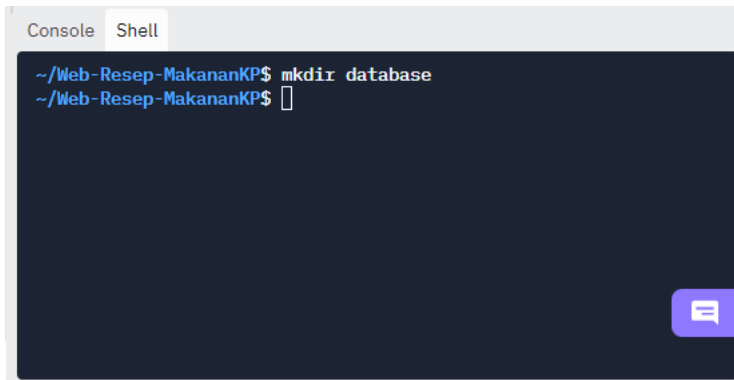 Console Shell
~/Web-Resep-MakananKP$ mkdir database
~/Web-Resep-MakananKP$